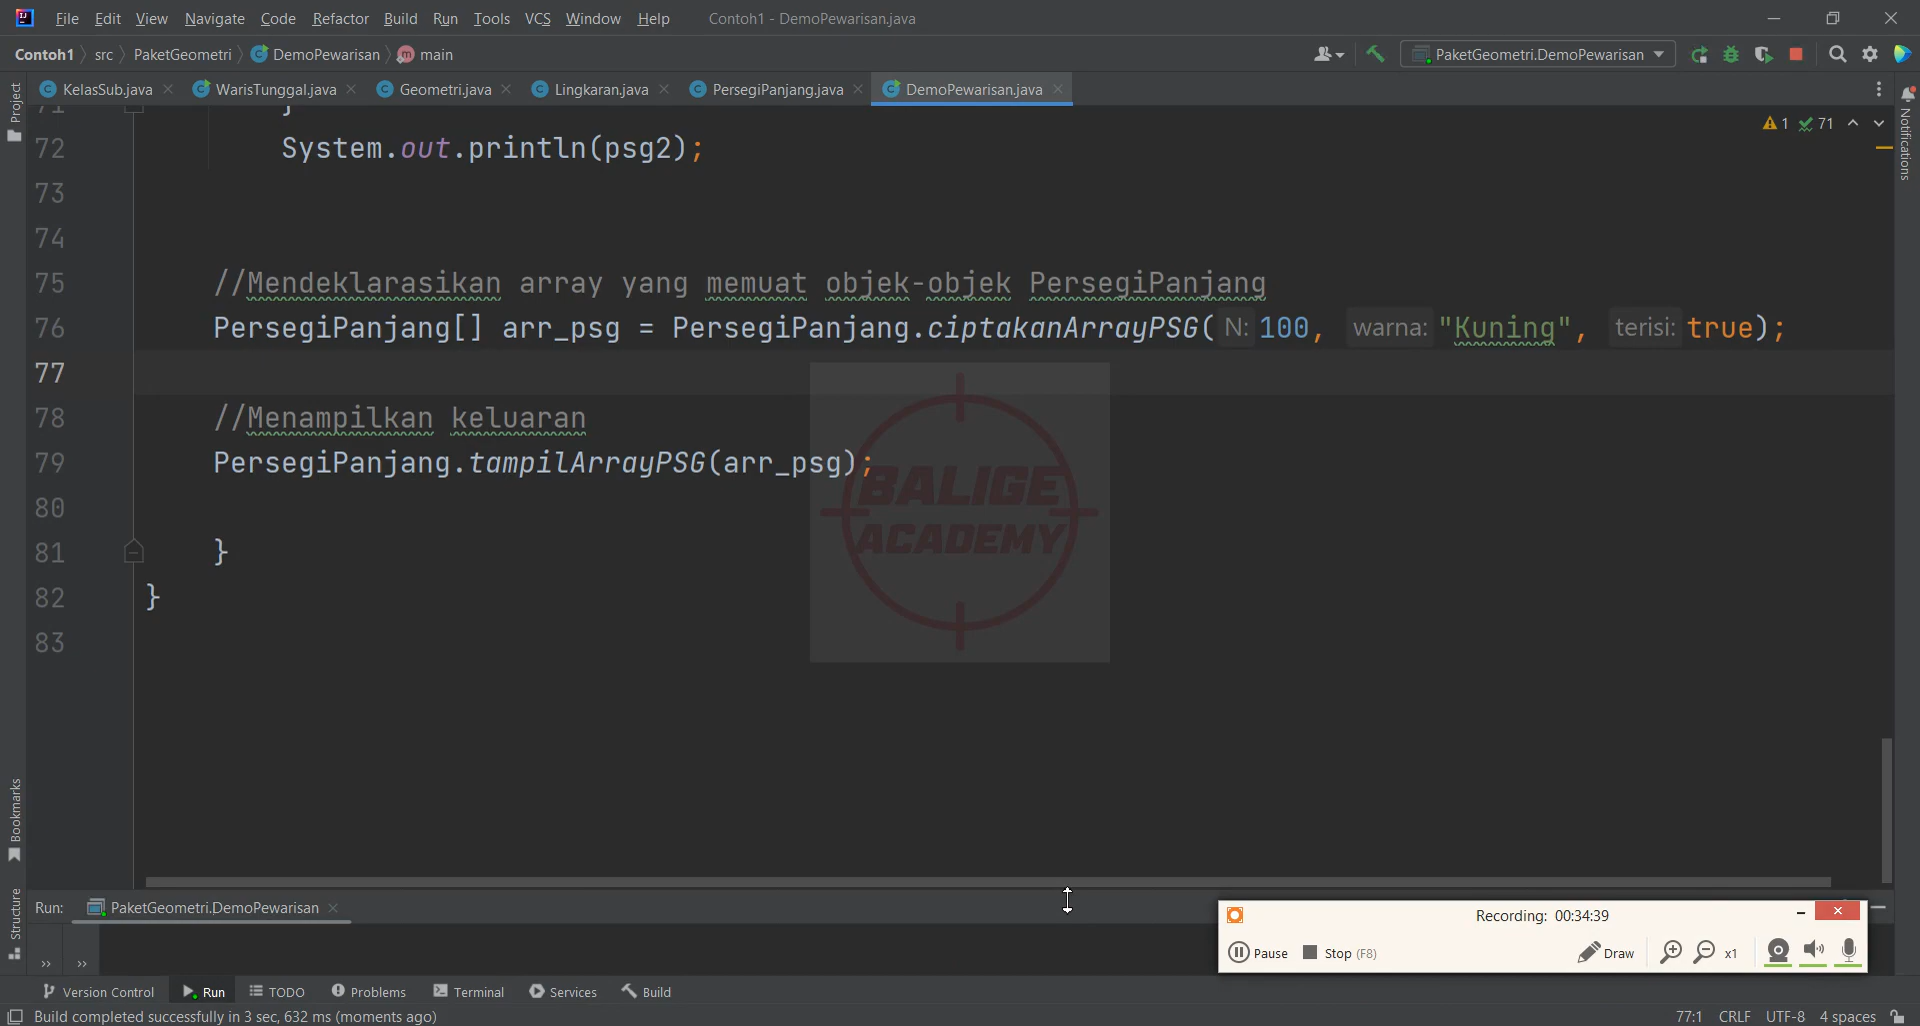 File Edit View Navigate Code Refactor Build Run Tools VCS Window Help Contoh1 - DemoPewarisan.java
Contoh1 src PaketGeometri DemoPewarisan main PaketGeometri.DemoPewarisan
Project
KelasSub.java WarisTunggal.java Geometri.java Lingkaran.java PersegiPanjang.java DemoPewarisan.java
Notifications
1 71
71 }
72 System.out.println(psg2);
73
74
75 //Mendeklarasikan array yang memuat objek-objek PersegiPanjang
76 PersegiPanjang[] arr_psg = PersegiPanjang.ciptakanArrayPSG( N: 100, warna: "Kuning", terisi: true);
77
78 //Menampilkan keluaran
79 PersegiPanjang.tampilArrayPSG(arr_psg);
80
81 }
82 }
83
BALIGE
ACADEMY
Bookmarks
Structure
Run: PaketGeometri.DemoPewarisan
Recording: 00:34:39
Pause Stop (F8) Draw x1
Version Control Run TODO Problems Terminal Services Build
Build completed successfully in 3 sec, 632 ms (moments ago) 77:1 CRLF UTF-8 4 spaces